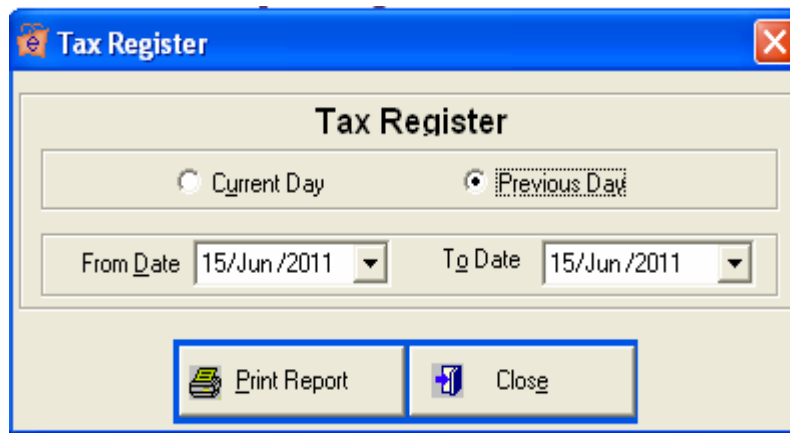 Tax Register
Tax Register
Current Day Previous Day
From Date 15/Jun/2011 To Date 15/Jun/2011
Print Report Close